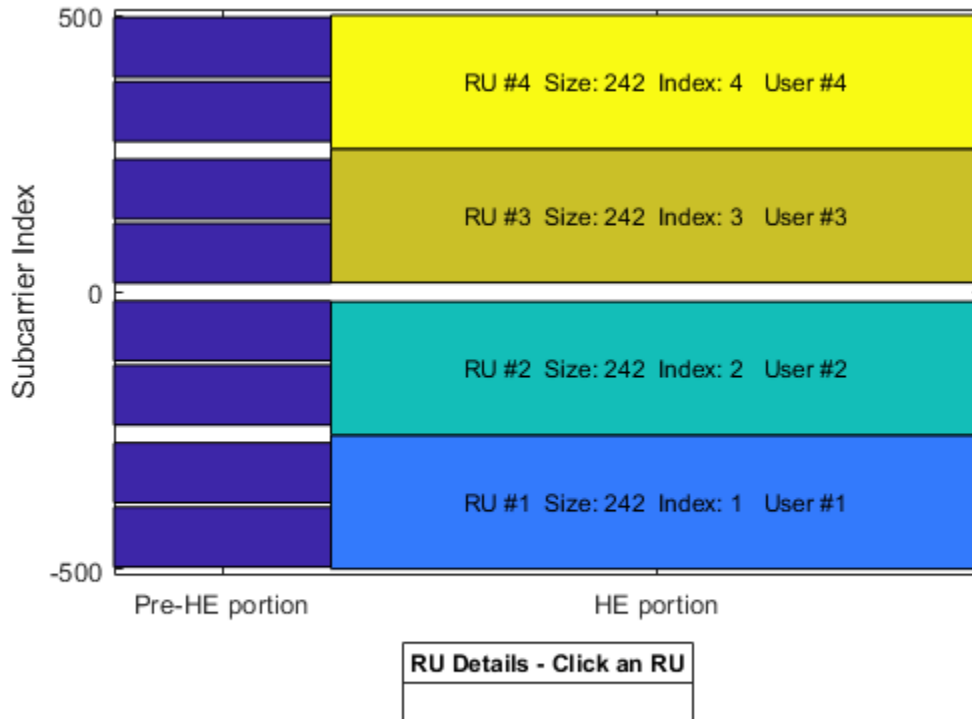 500
RU #4  Size: 242  Index: 4   User #4
RU #3  Size: 242  Index: 3   User #3
Subcarrier Index
0
RU #2  Size: 242  Index: 2   User #2
RU #1  Size: 242  Index: 1   User #1
-500
Pre-HE portion
HE portion
RU Details - Click an RU